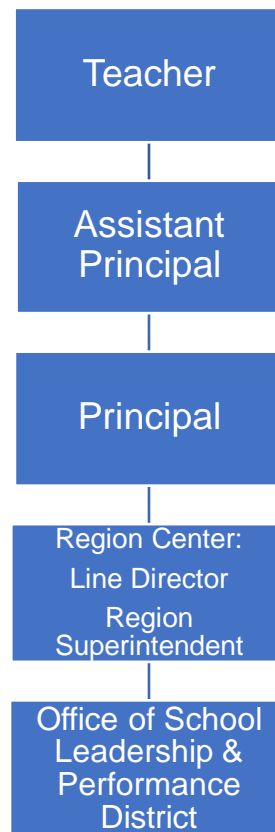 Teacher
Assistant
Principal
Principal
Region Center:
Line Director
Region
Superintendent
Office of School
Leadership &
Performance
District